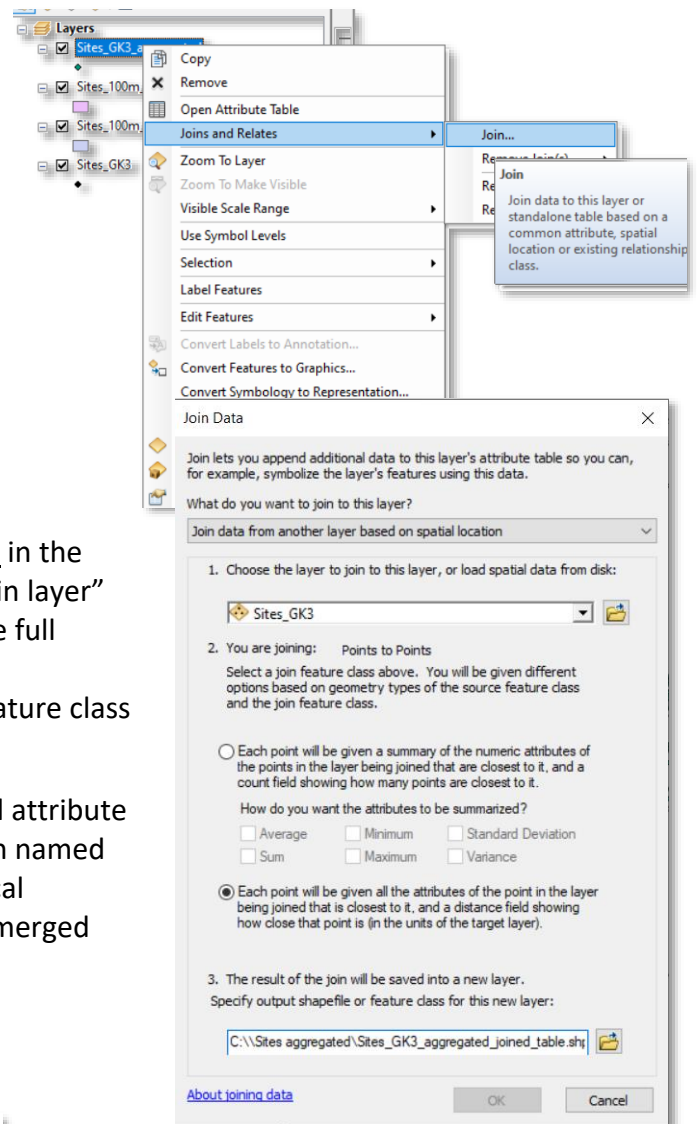 Layers
Sites_GK3_a
Sites_100m_
Sites_100m_
Sites_GK3
Copy
Remove
Open Attribute Table
Joins and Relates
Zoom To Layer
Zoom To Make Visible
Visible Scale Range
Use Symbol Levels
Selection
Label Features
Edit Features
Convert Labels to Annotation...
Convert Features to Graphics...
Convert Symbology to Representation...
Join...
Re
Re
Join
Join data to this layer or
standalone table based on a
common attribute, spatial
location or existing relationship
class.
in the
in layer”
e full
ature class
l attribute
n named
cal
merged
Join Data
Join lets you append additional data to this layer's attribute table so you can,
for example, symbolize the layer's features using this data.
What do you want to join to this layer?
Join data from another layer based on spatial location
1. Choose the layer to join to this layer, or load spatial data from disk:
Sites_GK3
2. You are joining: Points to Points
Select a join feature class above. You will be given different
options based on geometry types of the source feature class
and the join feature class.
Each point will be given a summary of the numeric attributes of
the points in the layer being joined that are closest to it, and a
count field showing how many points are closest to it.
How do you want the attributes to be summarized?
Average Minimum Standard Deviation
Sum Maximum Variance
Each point will be given all the attributes of the point in the layer
being joined that is closest to it, and a distance field showing
how close that point is (in the units of the target layer).
3. The result of the join will be saved into a new layer.
Specify output shapefile or feature class for this new layer:
C:\\Sites aggregated\Sites_GK3_aggregated_joined_table.shp
About joining data
OK Cancel